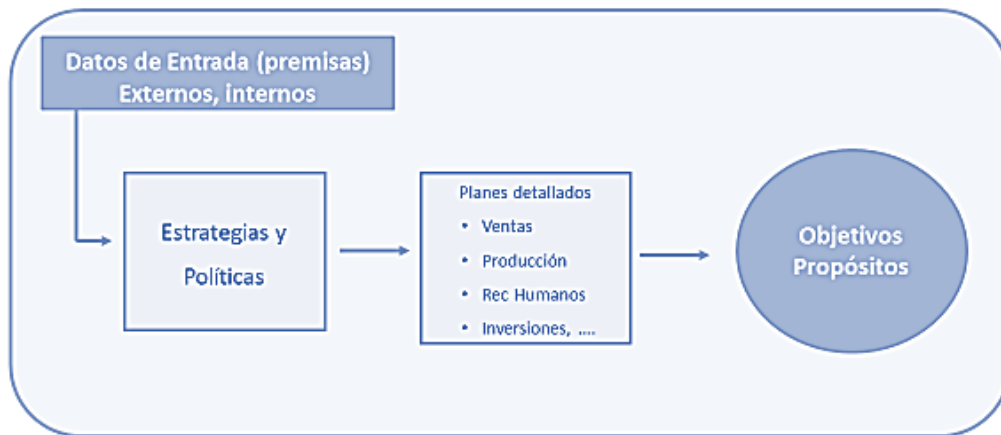 Datos de Entrada (premisas)
Externos, internos
Estrategias y
Políticas
Planes detallados
• Ventas
• Producción
• Rec Humanos
• Inversiones, ....
Objetivos
Propósitos